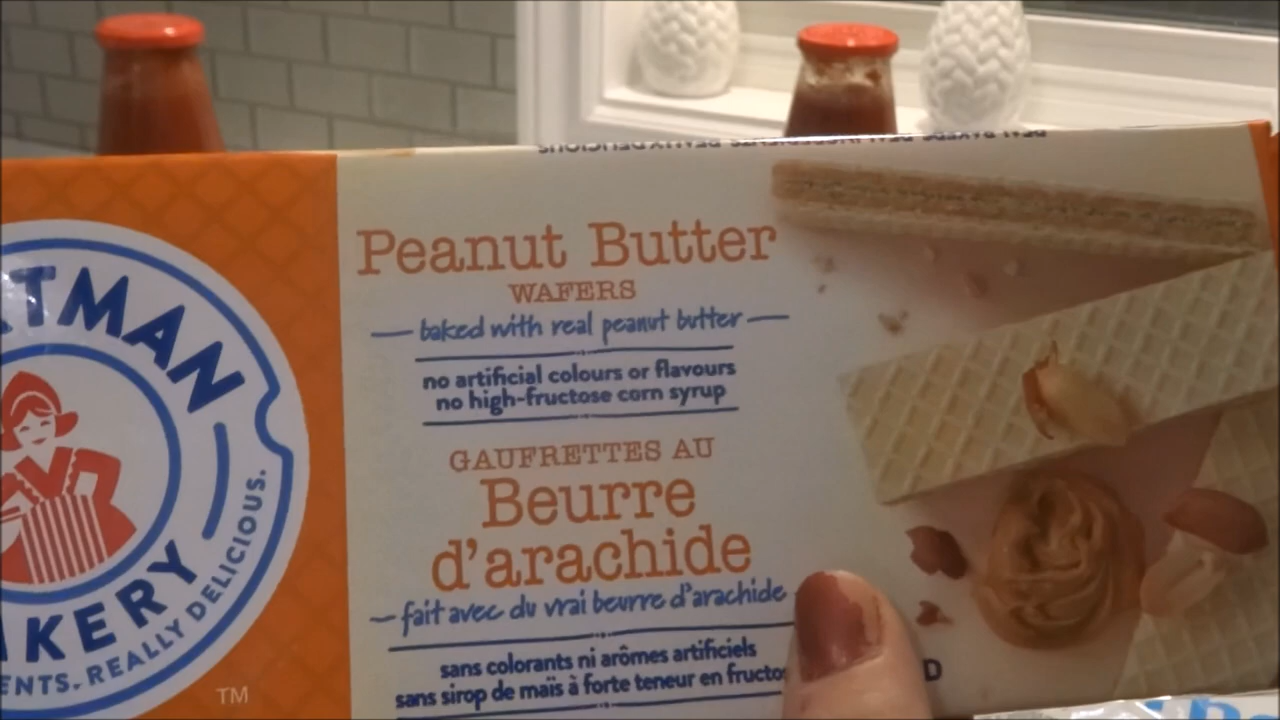 Peanut Butter
WAFERS
baked with real peanut butter
no artificial colours or flavours
no high-fructose corn syrup
GAUFRETTES AU
Beurre
d'arachide
fait avec du vrai beurre d'arachide
sans colorants ni arômes artificiels
sans sirop de maïs à forte teneur en fructo
TMAN
KERY
ENTS. REALLY DELICIOUS.
TM
D